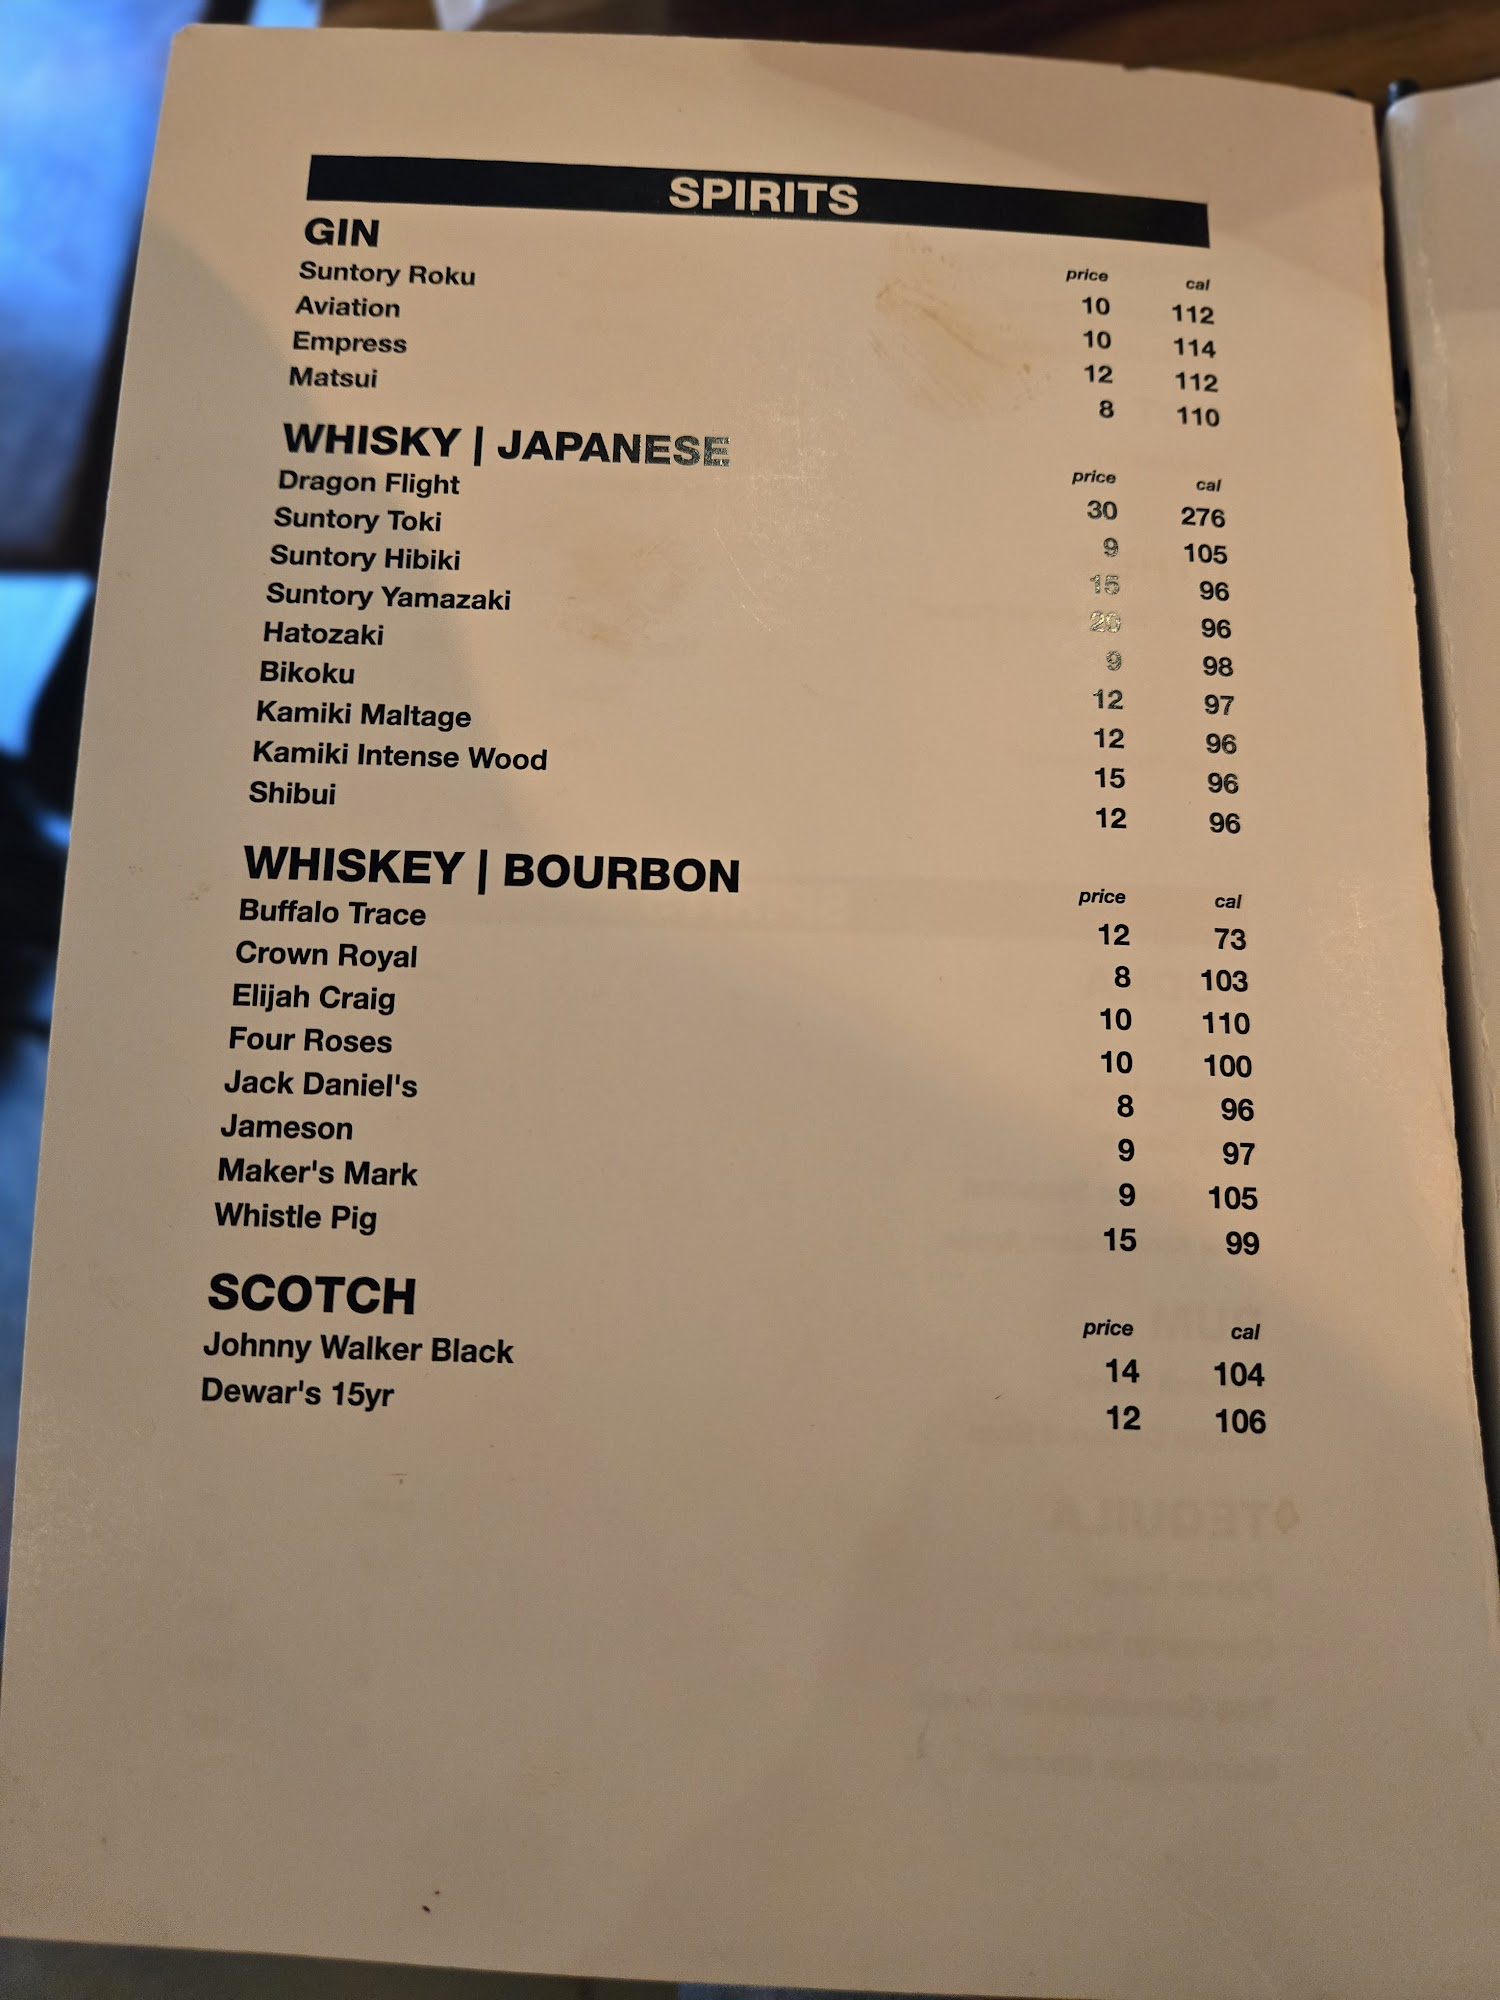 SPIRITS
GIN
price cal
Suntory Roku 10 112
Aviation 10 114
Empress 12 112
Matsui 8 110
WHISKY | JAPANESE
price cal
Dragon Flight 30 276
Suntory Toki 9 105
Suntory Hibiki 15 96
Suntory Yamazaki 20 96
Hatozaki 9 98
Bikoku 12 97
Kamiki Maltage 12 96
Kamiki Intense Wood 15 96
Shibui 12 96
WHISKEY | BOURBON
price cal
Buffalo Trace 12 73
Crown Royal 8 103
Elijah Craig 10 110
Four Roses 10 100
Jack Daniel's 8 96
Jameson 9 97
Maker's Mark 9 105
Whistle Pig 15 99
SCOTCH
price cal
Johnny Walker Black 14 104
Dewar's 15yr 12 106
TEQUILA